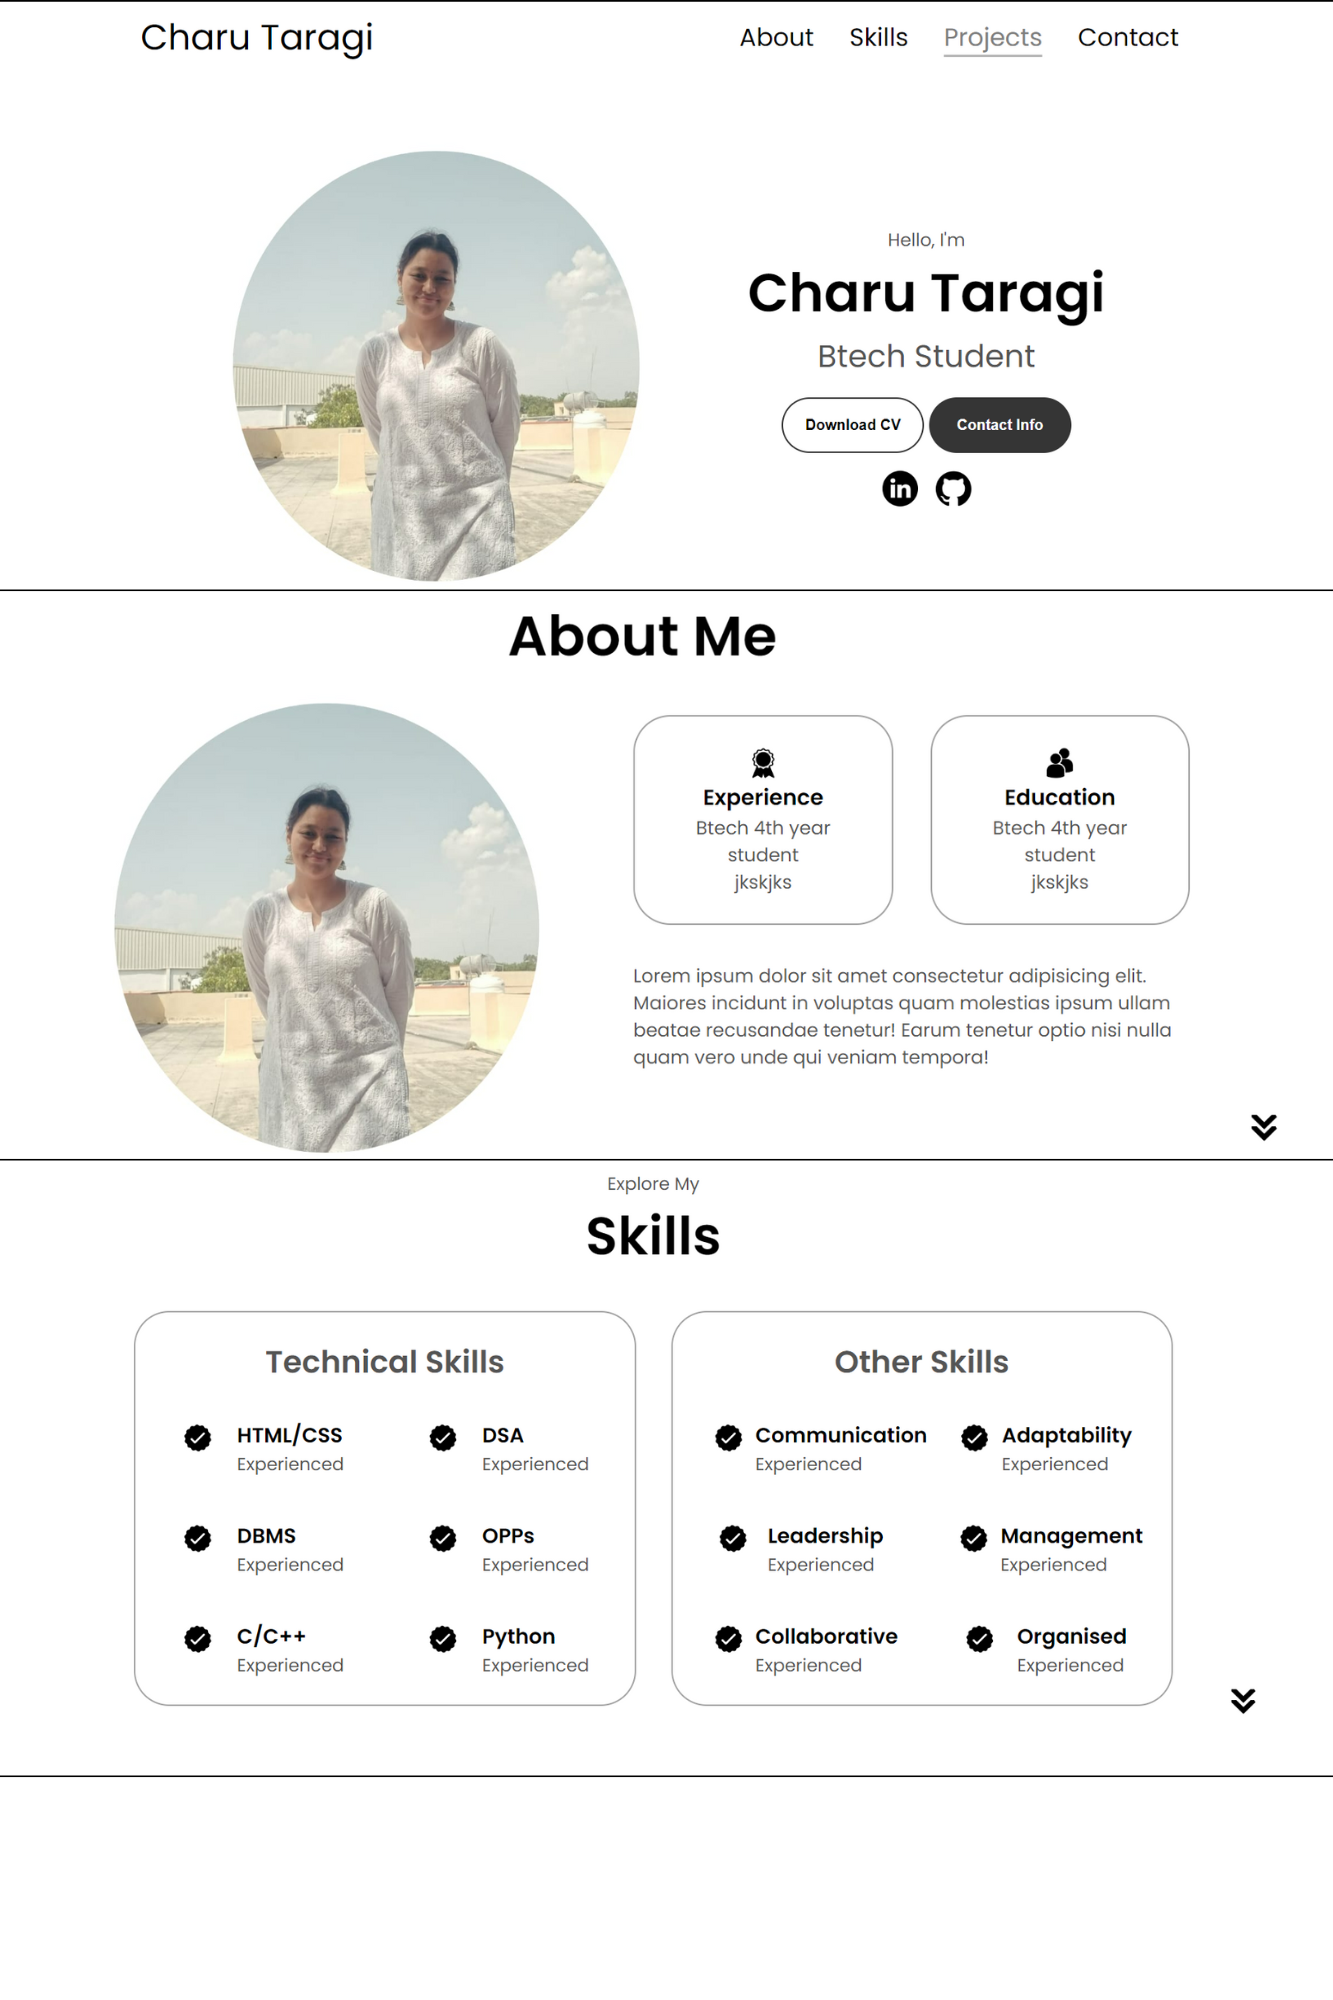 Charu Taragi
About Skills Projects Contact
Hello, I'm
Charu Taragi
Btech Student
Download CV Contact Info
in
About Me
Experience
Btech 4th year
student
jkskjks
Education
Btech 4th year
student
jkskjks
Lorem ipsum dolor sit amet consectetur adipisicing elit.
Maiores incidunt in voluptas quam molestias ipsum ullam
beatae recusandae tenetur! Earum tenetur optio nisi nulla
quam vero unde qui veniam tempora!
Explore My
Skills
Technical Skills
HTML/CSS
Experienced
DSA
Experienced
DBMS
Experienced
OPPs
Experienced
C/C++
Experienced
Python
Experienced
Other Skills
Communication
Experienced
Adaptability
Experienced
Leadership
Experienced
Management
Experienced
Collaborative
Experienced
Organised
Experienced